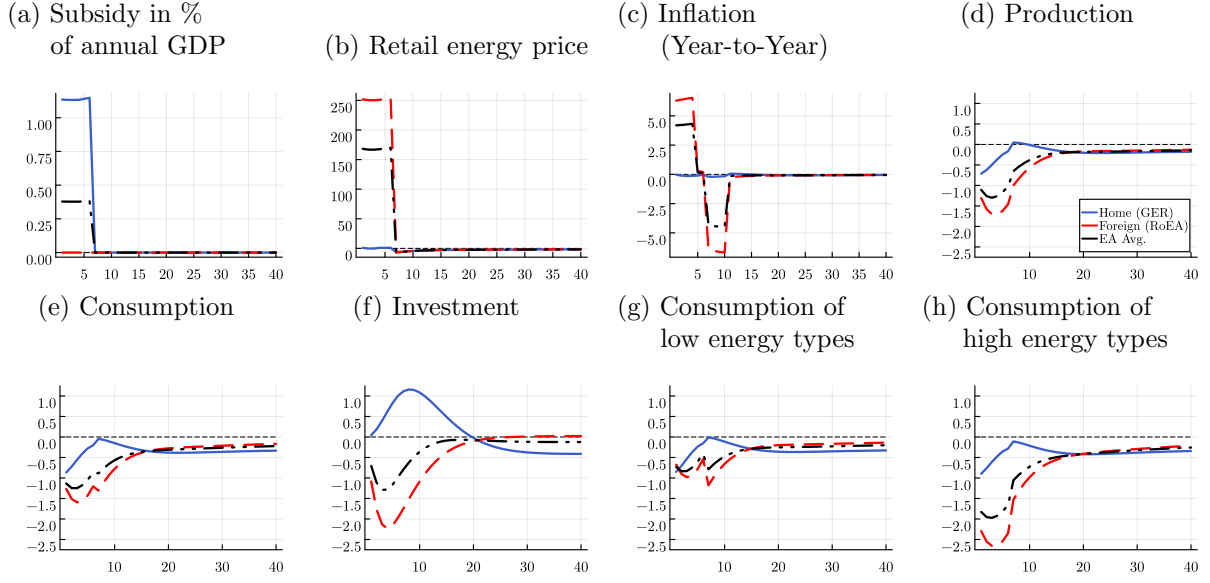 (a) Subsidy in %
of annual GDP
(b) Retail energy price
(c) Inflation
(Year-to-Year)
(d) Production
1.00
0.75
0.50
0.25
0.00
5 10 15 20 25 30 35 40
250
200
150
100
50
0
5 10 15 20 25 30 35 40
5.0
2.5
0.0
−2.5
−5.0
5 10 15 20 25 30 35 40
1.0
0.5
0.0
−0.5
−1.0
−1.5
−2.0
−2.5
Home (GER)
Foreign (RoEA)
EA Avg.
10 20 30 40
(e) Consumption
(f) Investment
(g) Consumption of
low energy types
(h) Consumption of
high energy types
1.0
0.5
0.0
−0.5
−1.0
−1.5
−2.0
−2.5
10 20 30 40
1.0
0.5
0.0
−0.5
−1.0
−1.5
−2.0
−2.5
10 20 30 40
1.0
0.5
0.0
−0.5
−1.0
−1.5
−2.0
−2.5
10 20 30 40
1.0
0.5
0.0
−0.5
−1.0
−1.5
−2.0
−2.5
10 20 30 40